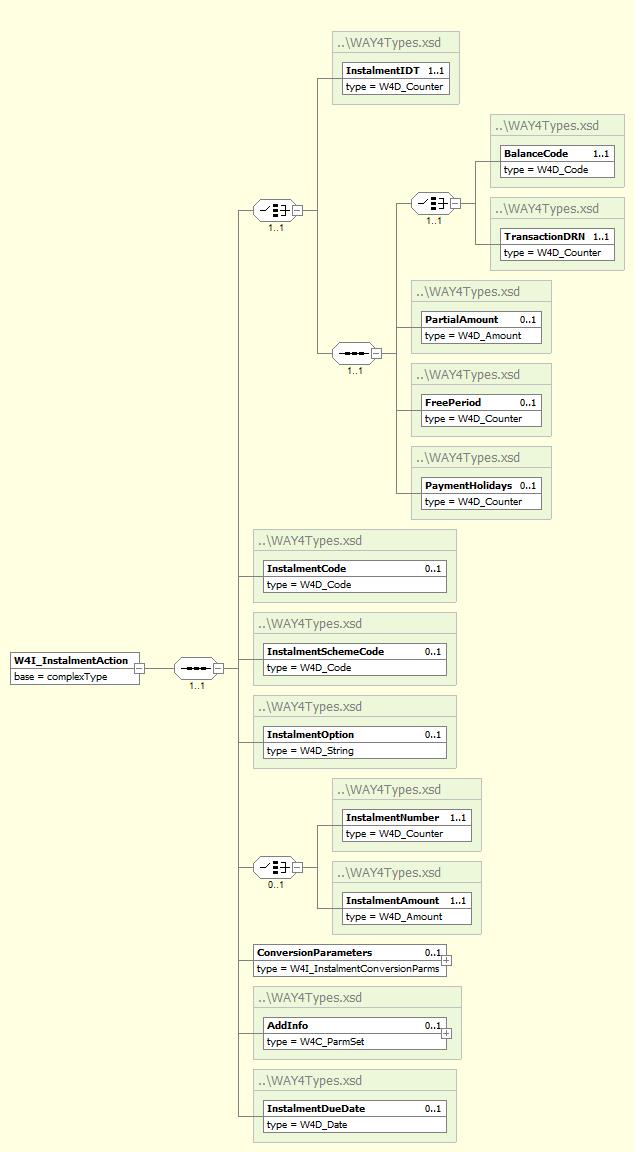 ..\WAY4Types.xsd
InstalmentIDT 1..1
type = W4D_Counter
..\WAY4Types.xsd
BalanceCode 1..1
type = W4D_Code
1..1
1..1
..\WAY4Types.xsd
TransactionDRN 1..1
type = W4D_Counter
..\WAY4Types.xsd
PartialAmount 0..1
type = W4D_Amount
1..1
..\WAY4Types.xsd
FreePeriod 0..1
type = W4D_Counter
..\WAY4Types.xsd
PaymentHolidays 0..1
type = W4D_Counter
..\WAY4Types.xsd
InstalmentCode 0..1
type = W4D_Code
..\WAY4Types.xsd
InstalmentSchemeCode 0..1
type = W4D_Code
W4I_InstalmentAction
base = complexType
1..1
..\WAY4Types.xsd
InstalmentOption 0..1
type = W4D_String
..\WAY4Types.xsd
InstalmentNumber 1..1
type = W4D_Counter
0..1
..\WAY4Types.xsd
InstalmentAmount 1..1
type = W4D_Amount
ConversionParameters 0..1
type = W4I_InstalmentConversionParms
..\WAY4Types.xsd
AddInfo 0..1
type = W4C_ParmSet
..\WAY4Types.xsd
InstalmentDueDate 0..1
type = W4D_Date